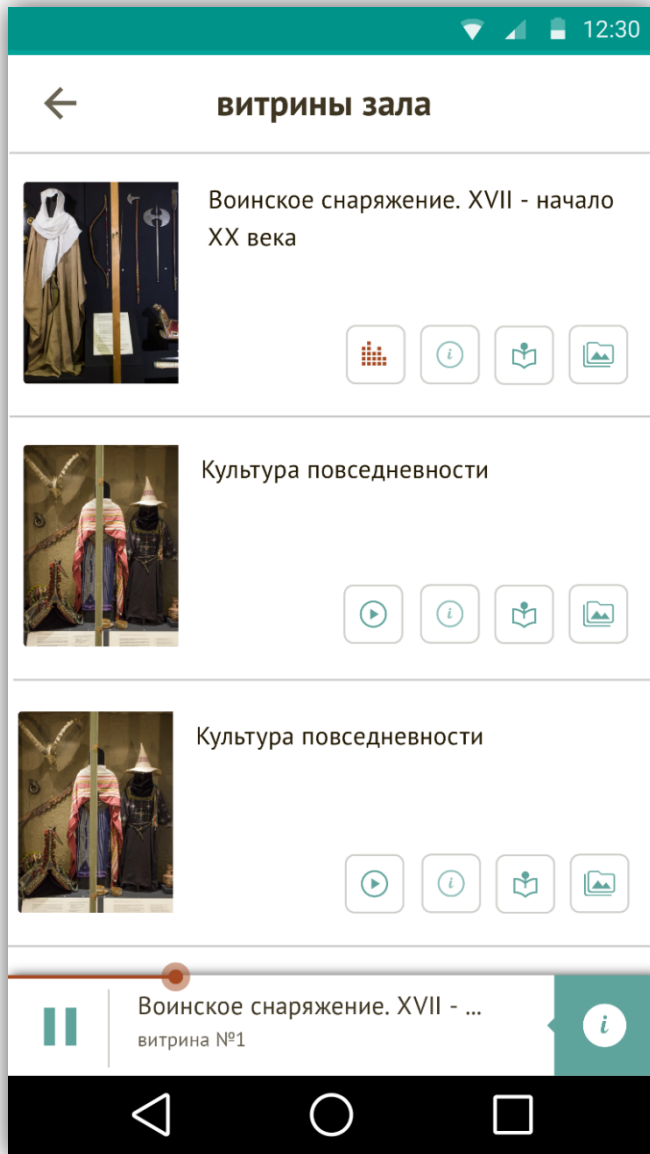 12:30
витрины зала
Воинское снаряжение. XVII - начало
XX века
i
Культура повседневности
i
Культура повседневности
i
Воинское снаряжение. XVII - ...
витрина №1
i